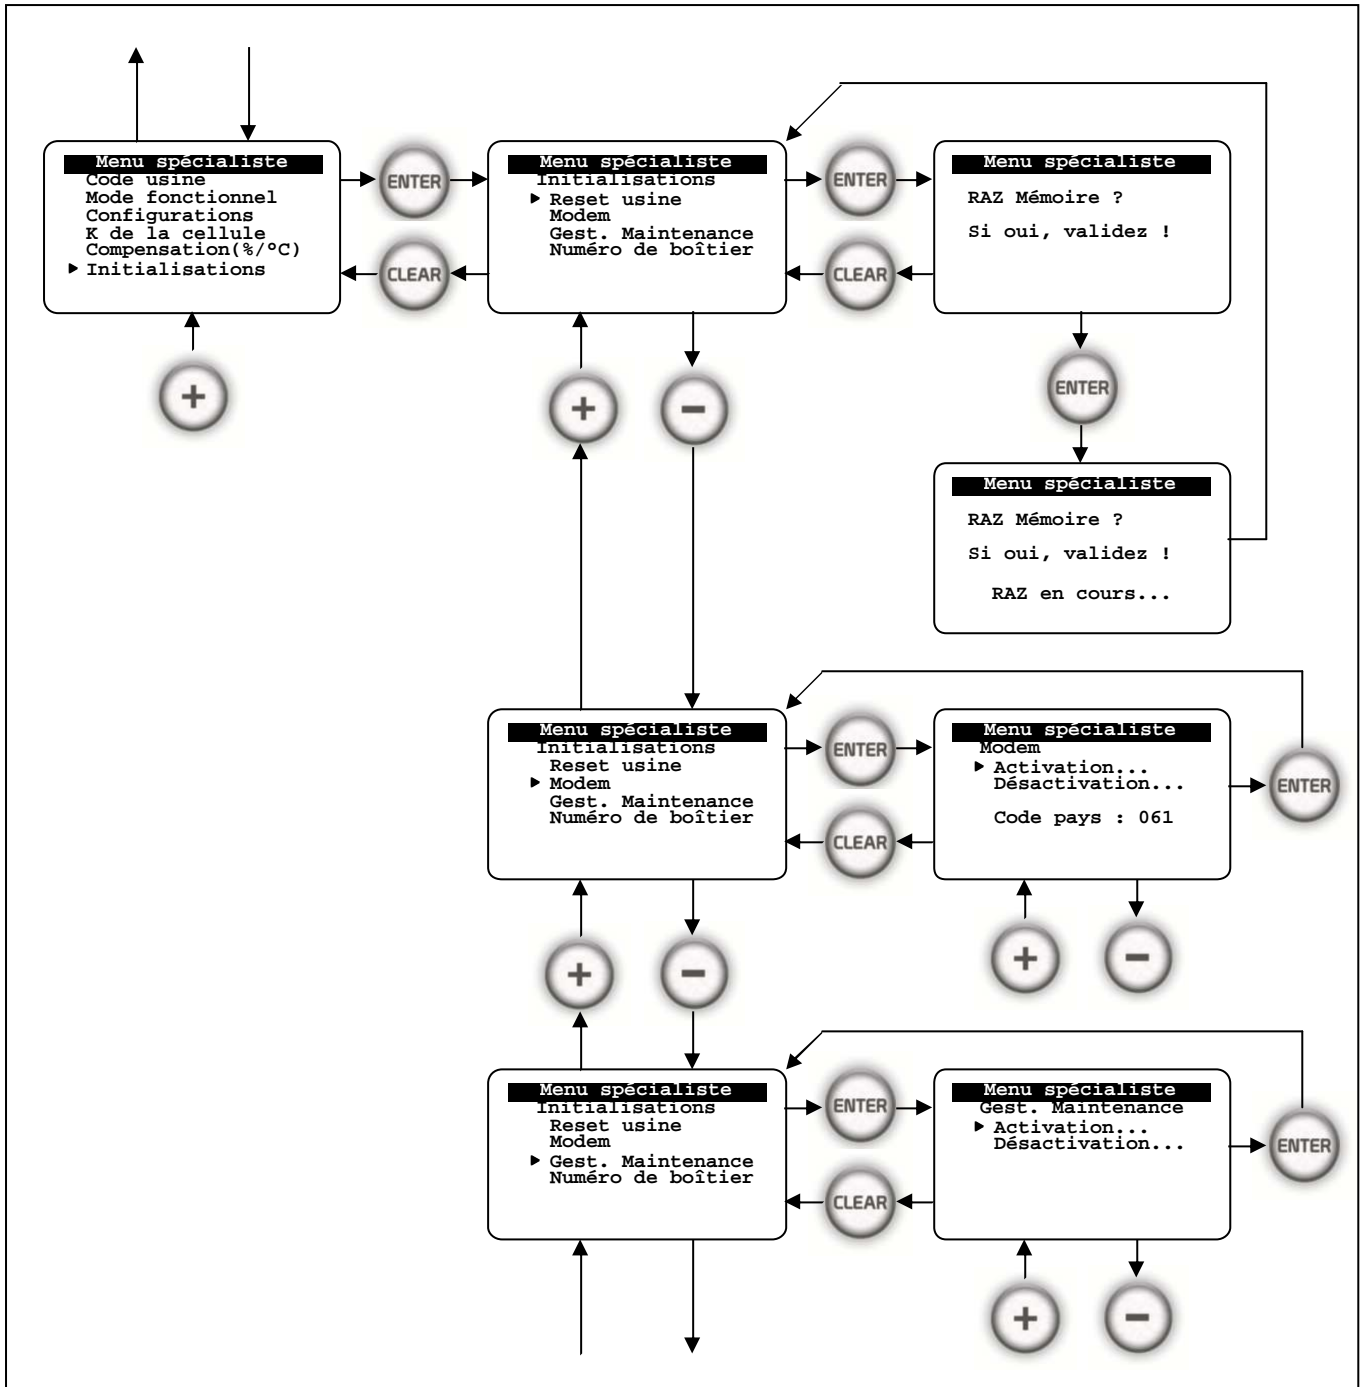 Menu spécialiste
Code usine
Mode fonctionnel
Configurations
K de la cellule
Compensation(%/°C)
Initialisations
ENTER
CLEAR
+
Menu spécialiste
Initialisations
Reset usine
Modem
Gest. Maintenance
Numéro de boîtier
ENTER
CLEAR
+
-
Menu spécialiste
RAZ Mémoire ?
Si oui, validez !
ENTER
Menu spécialiste
RAZ Mémoire ?
Si oui, validez !
RAZ en cours...
Menu spécialiste
Initialisations
Reset usine
Modem
Gest. Maintenance
Numéro de boîtier
ENTER
CLEAR
+
-
Menu spécialiste
Modem
Activation...
Désactivation...
Code pays : 061
ENTER
+
-
Menu spécialiste
Initialisations
Reset usine
Modem
Gest. Maintenance
Numéro de boîtier
ENTER
CLEAR
Menu spécialiste
Gest. Maintenance
Activation...
Désactivation...
ENTER
+
-